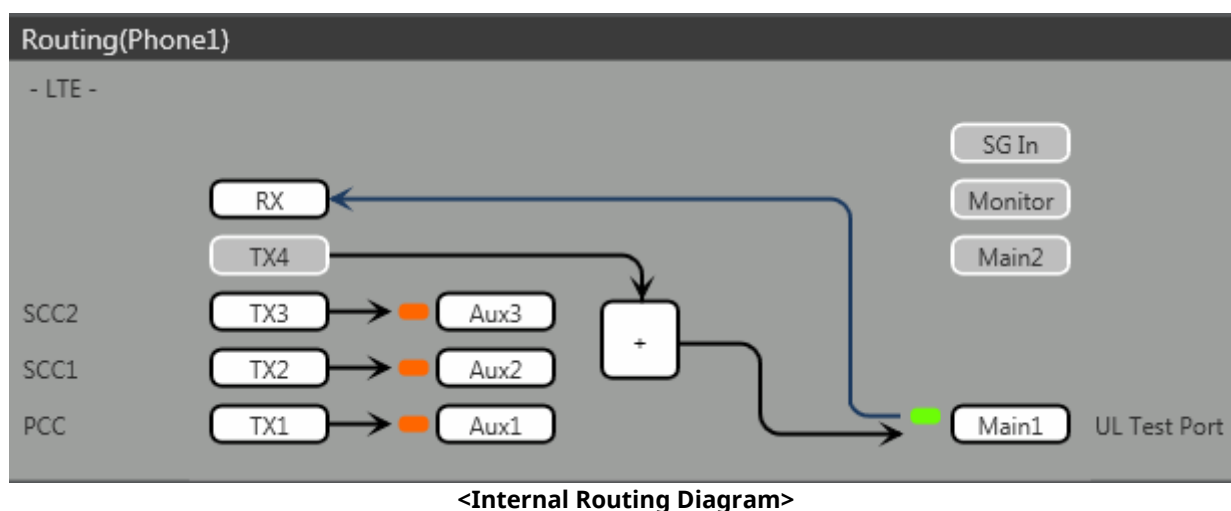 Routing(Phone1)
- LTE -
SG In
RX
Monitor
TX4
Main2
SCC2
TX3
Aux3
+
SCC1
TX2
Aux2
PCC
TX1
Aux1
Main1
UL Test Port
<Internal Routing Diagram>